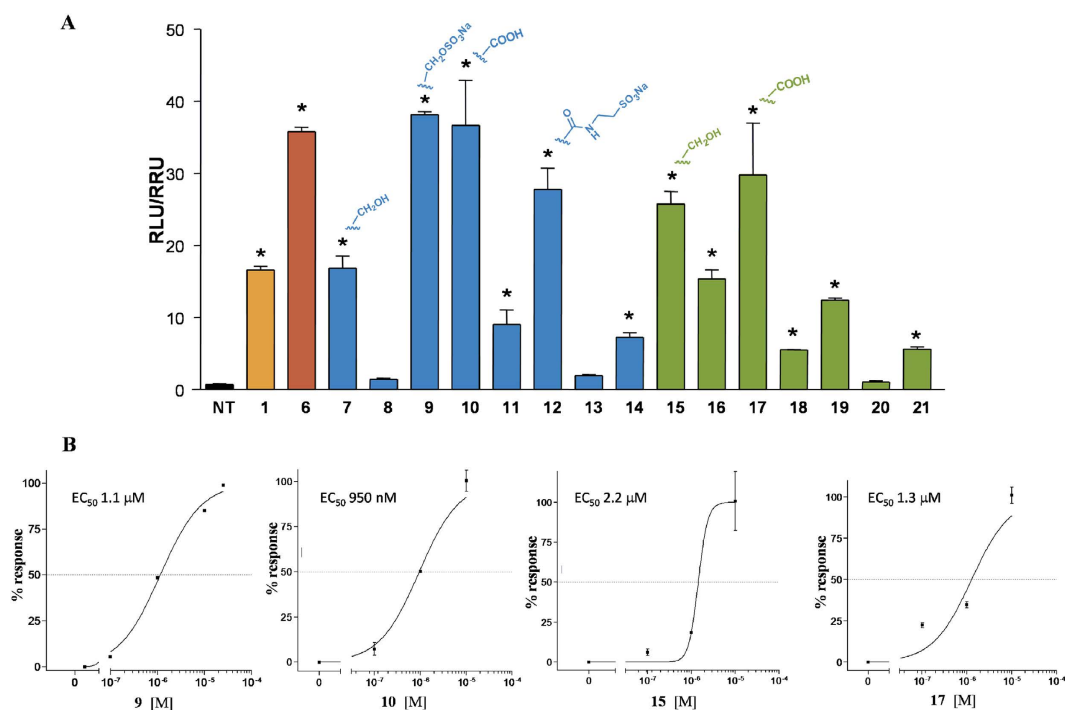 A
50
40
30
20
10
0
RLU/RRU
CH₂OH
CH₂OSO₃Na
COOH
O
N
H
SO₃Na
CH₂OH
COOH
* * * * * * * * * * * * * *
NT 1 6 7 8 9 10 11 12 13 14 15 16 17 18 19 20 21
B
EC₅₀ 1.1 µM
% response
100
75
50
25
0
0 10⁻⁷ 10⁻⁶ 10⁻⁵ 10⁻⁴
9 [M]
EC₅₀ 950 nM
% response
100
75
50
25
0
0 10⁻⁷ 10⁻⁶ 10⁻⁵ 10⁻⁴
10 [M]
EC₅₀ 2.2 µM
% response
100
75
50
25
0
0 10⁻⁷ 10⁻⁶ 10⁻⁵ 10⁻⁴
15 [M]
EC₅₀ 1.3 µM
% response
100
75
50
25
0
0 10⁻⁷ 10⁻⁶ 10⁻⁵ 10⁻⁴
17 [M]